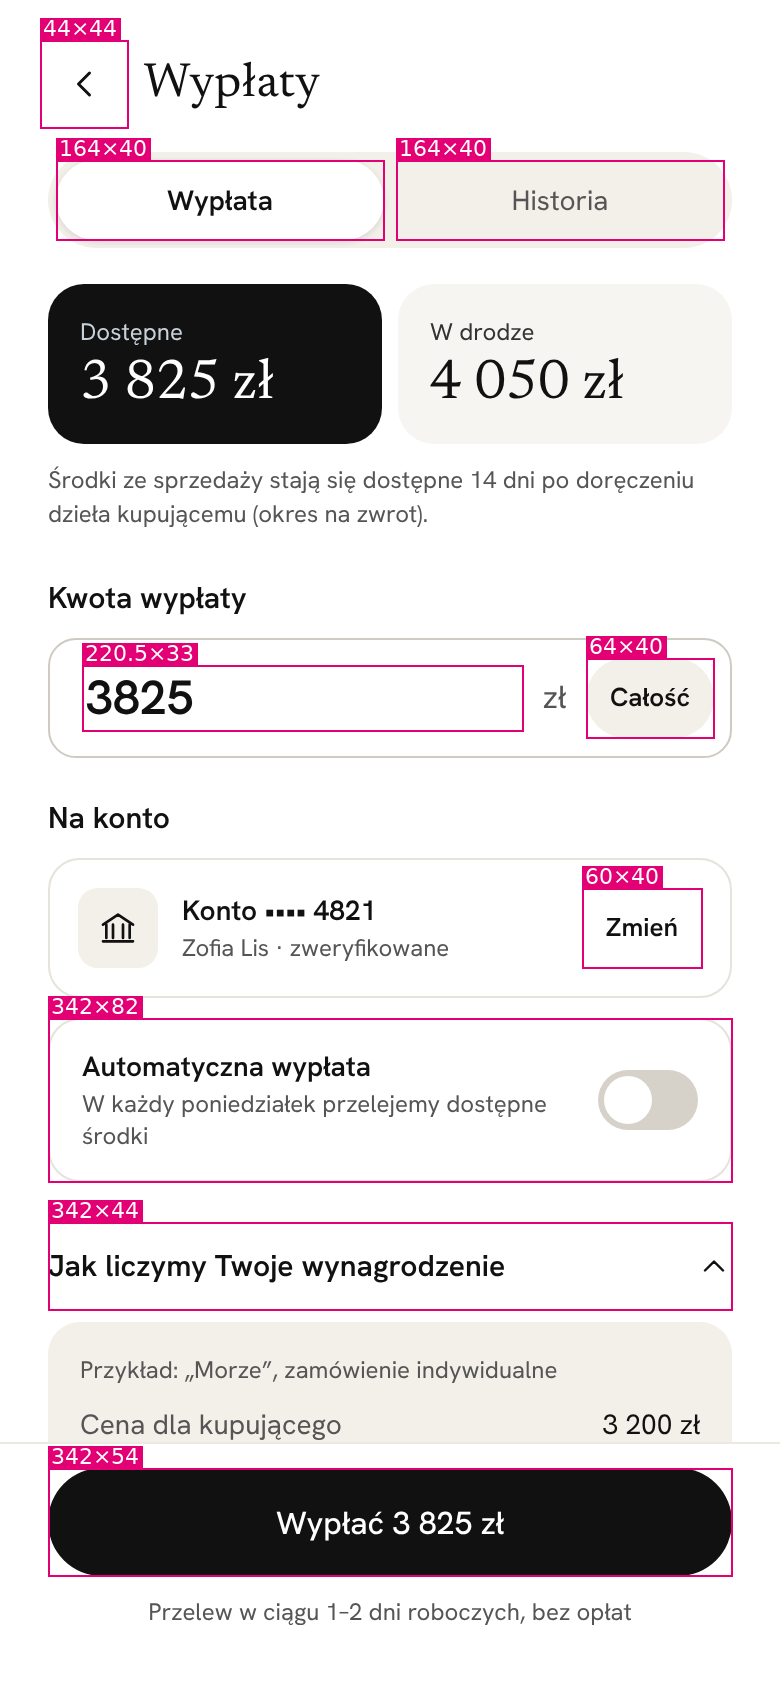 44×44
Wypłaty
164×40
164×40
Wypłata
Historia
Dostępne
3 825 zł
W drodze
4 050 zł
Środki ze sprzedaży stają się dostępne 14 dni po doręczeniu
dzieła kupującemu (okres na zwrot).
Kwota wypłaty
220.5×33
64×40
3825
zł
Całość
Na konto
60×40
Konto ▪▪▪▪ 4821
Zofia Lis · zweryfikowane
Zmień
342×82
Automatyczna wypłata
W każdy poniedziałek przelejemy dostępne
środki
342×44
Jak liczymy Twoje wynagrodzenie
Przykład: „Morze”, zamówienie indywidualne
Cena dla kupującego 3 200 zł
342×54
Wypłać 3 825 zł
Przelew w ciągu 1–2 dni roboczych, bez opłat